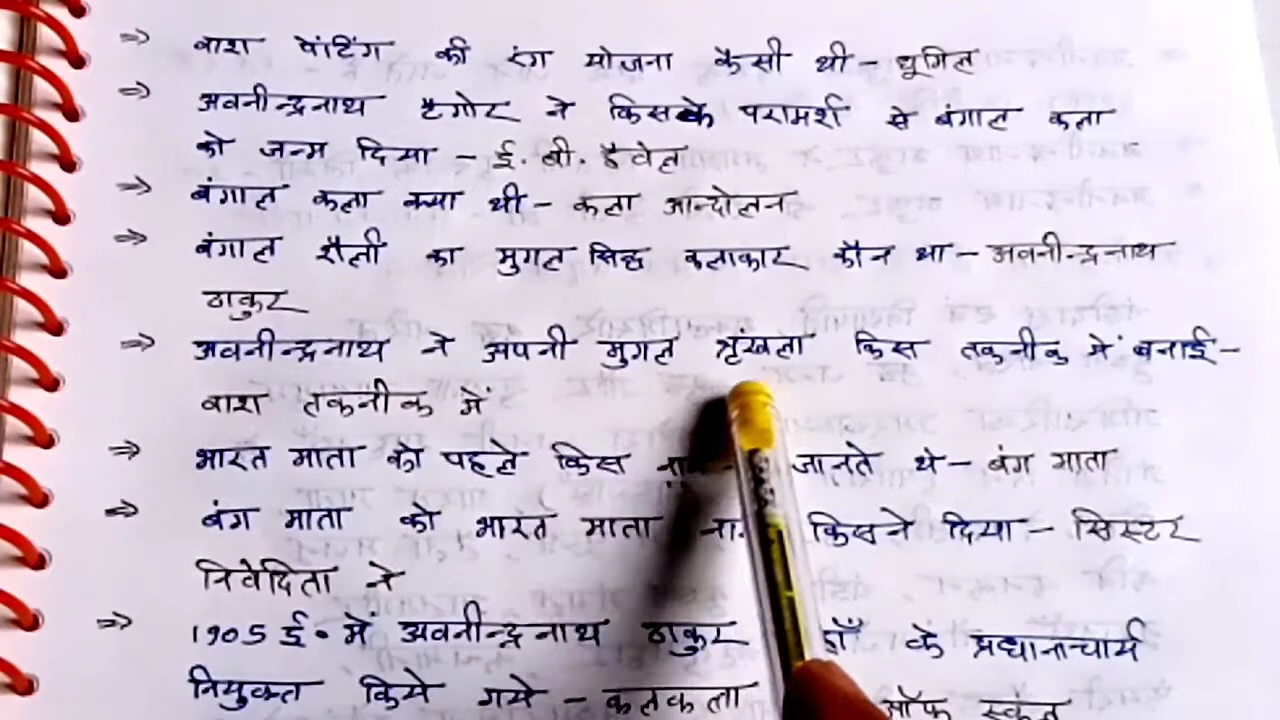 ⇒ वाश पेंटिंग की रंग योजना कैसी थी - धूमिल
⇒ अवनीन्द्रनाथ टैगोर ने किसके परामर्श से बंगाल कला
को जन्म दिया - ई. बी. हैवेल
⇒ बंगाल कला क्या थी - कला आन्दोलन
⇒ बंगाल शैली का मुगल सिद्ध कलाकार कौन था - अवनीन्द्रनाथ
ठाकुर
⇒ अवनीन्द्रनाथ ने अपनी मुगल श्रृंखला किस तकनीक में बनाई -
वाश तकनीक में
⇒ भारत माता को पहले किस जानते थे - बंग माता
⇒ बंग माता को भारत माता किसने दिया - सिस्टर
निवेदिता ने
⇒ 1905 ई. में अवनीन्द्रनाथ ठाकुर के प्रधानाचार्य
नियुक्त किये गये - कलकत्ता ऑफ